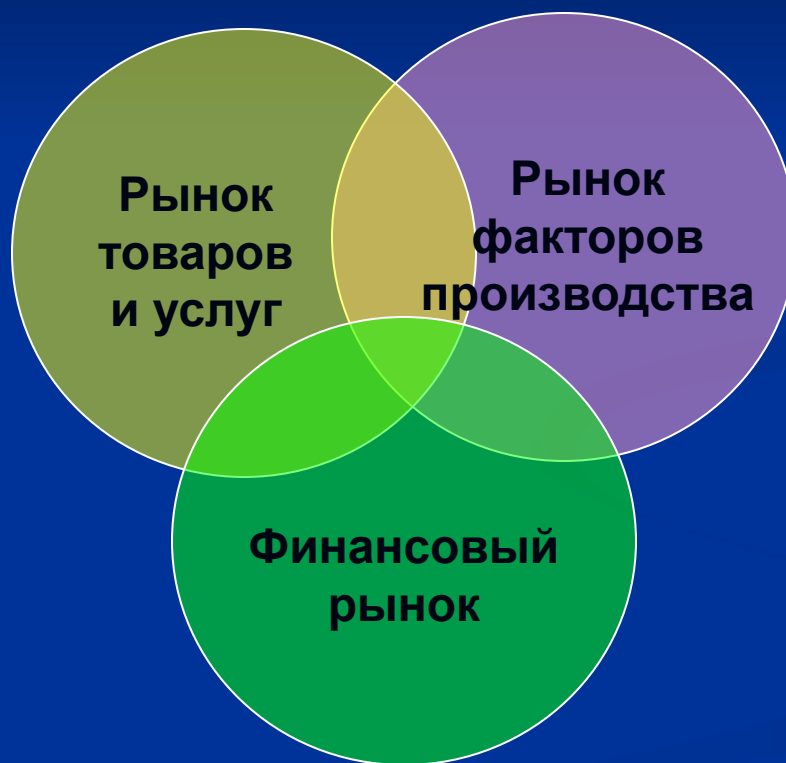 Рынок
товаров
и услуг
Рынок
факторов
производства
Финансовый
рынок